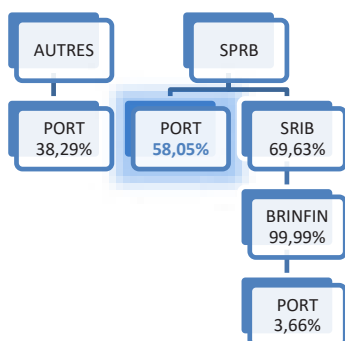 AUTRES
SPRB
PORT
38,29%
PORT
58,05%
SRIB
69,63%
BRINFIN
99,99%
PORT
3,66%